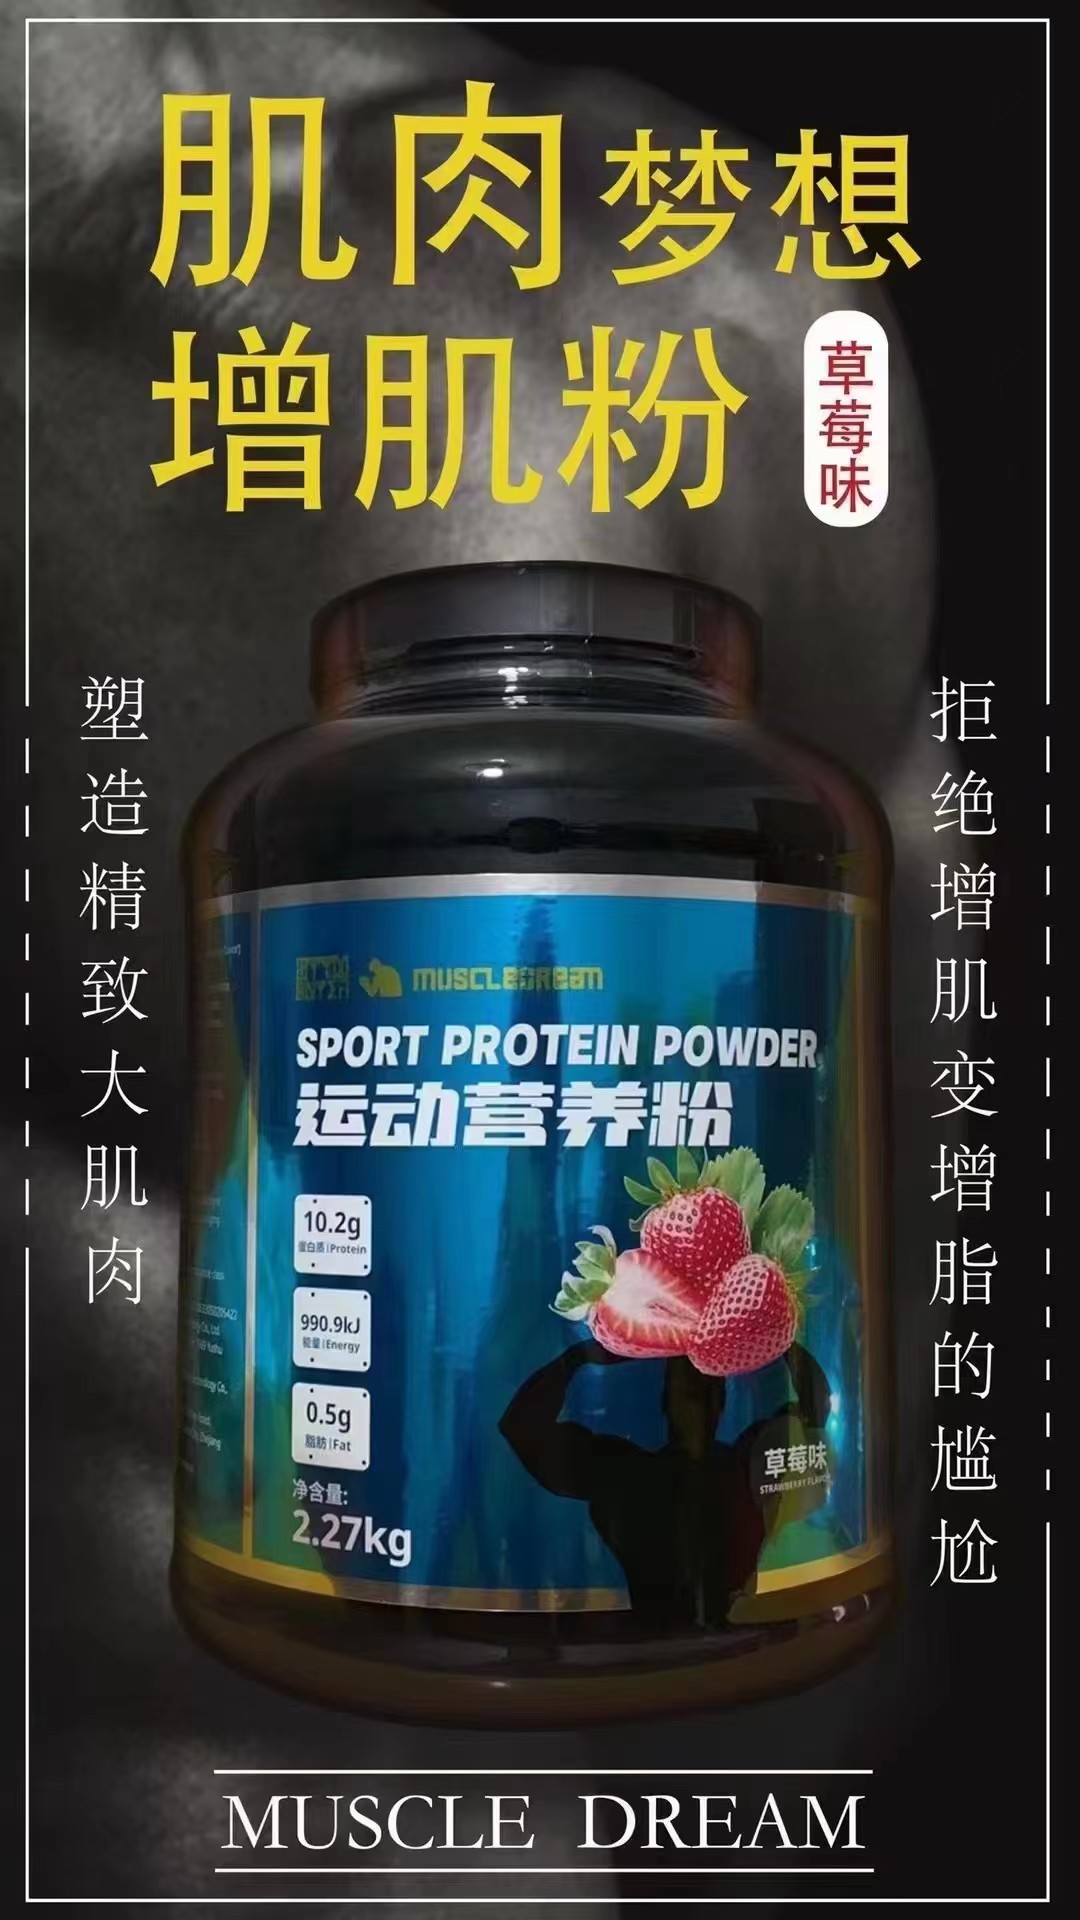 肌肉梦想
增肌粉
草莓味
塑造精致大肌肉
拒绝增肌变增脂的尴尬
MUSCLEDREAM
SPORT PROTEIN POWDER
运动营养粉
10.2g
蛋白质 | Protein
990.9kJ
能量 | Energy
0.5g
脂肪 | Fat
净含量:
2.27kg
草莓味
STRAWBERRY FLAVOR
MUSCLE DREAM